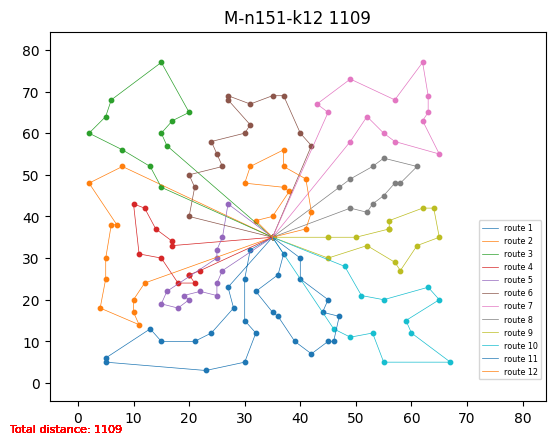 M-n151-k12 1109
80
70
60
50
40
30
20
10
0
route 1
route 2
route 3
route 4
route 5
route 6
route 7
route 8
route 9
route 10
route 11
route 12
0 10 20 30 40 50 60 70 80
Total distance: 1109